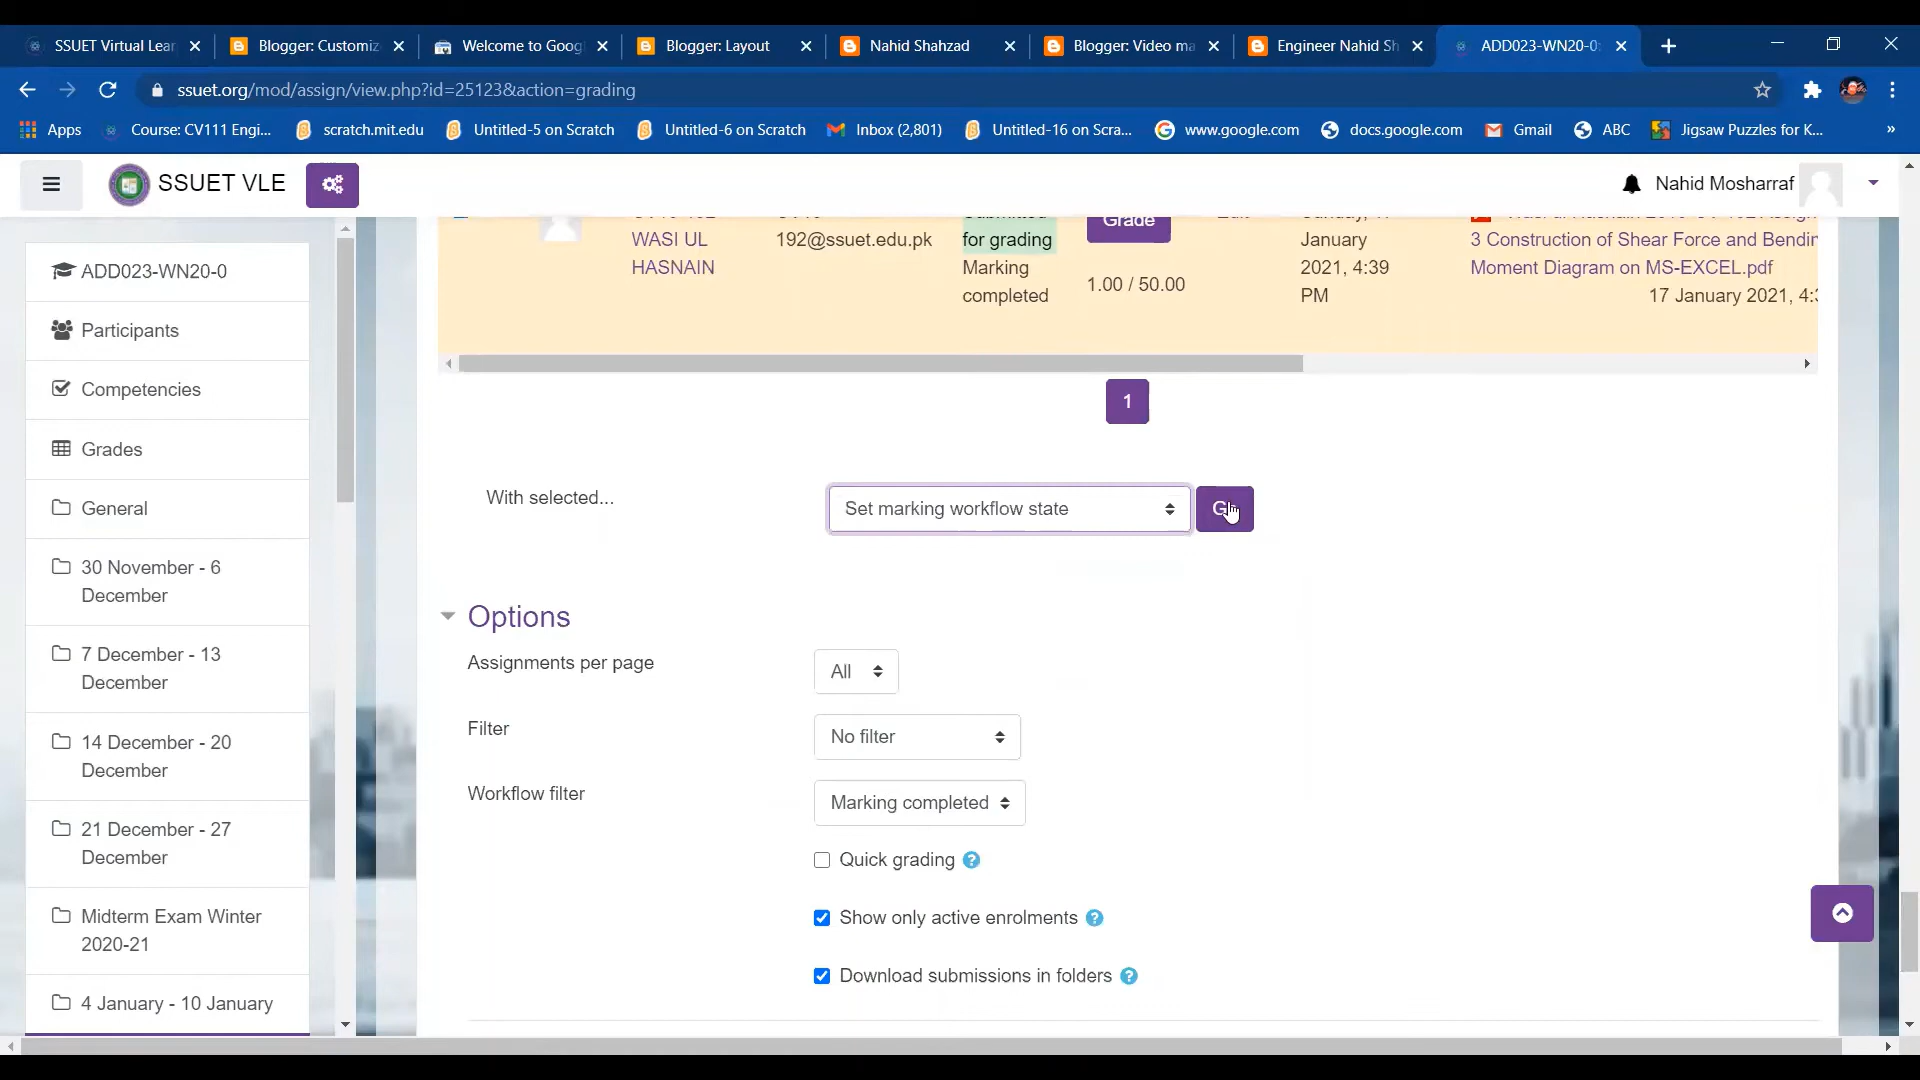 SSUET Virtual Lear
Blogger: Customiz
Welcome to Goog
Blogger: Layout
Nahid Shahzad
Blogger: Video ma
Engineer Nahid Sh
ADD023-WN20-0
ssuet.org/mod/assign/view.php?id=25123&action=grading
Apps
Course: CV111 Engi...
scratch.mit.edu
Untitled-5 on Scratch
Untitled-6 on Scratch
Inbox (2,801)
Untitled-16 on Scra...
www.google.com
docs.google.com
Gmail
ABC
Jigsaw Puzzles for K...
»
SSUET VLE
Nahid Mosharraf
ADD023-WN20-0
Participants
Competencies
Grades
General
30 November - 6
December
7 December - 13
December
14 December - 20
December
21 December - 27
December
Midterm Exam Winter
2020-21
4 January - 10 January
WASI UL
HASNAIN
192@ssuet.edu.pk
Submitted
for grading
Marking
completed
Grade
1.00 / 50.00
Edit
January
2021, 4:39
PM
3 Construction of Shear Force and Bendin
Moment Diagram on MS-EXCEL.pdf
17 January 2021, 4:3
1
With selected...
Set marking workflow state
Options
Assignments per page
All
Filter
No filter
Workflow filter
Marking completed
Quick grading
Show only active enrolments
Download submissions in folders